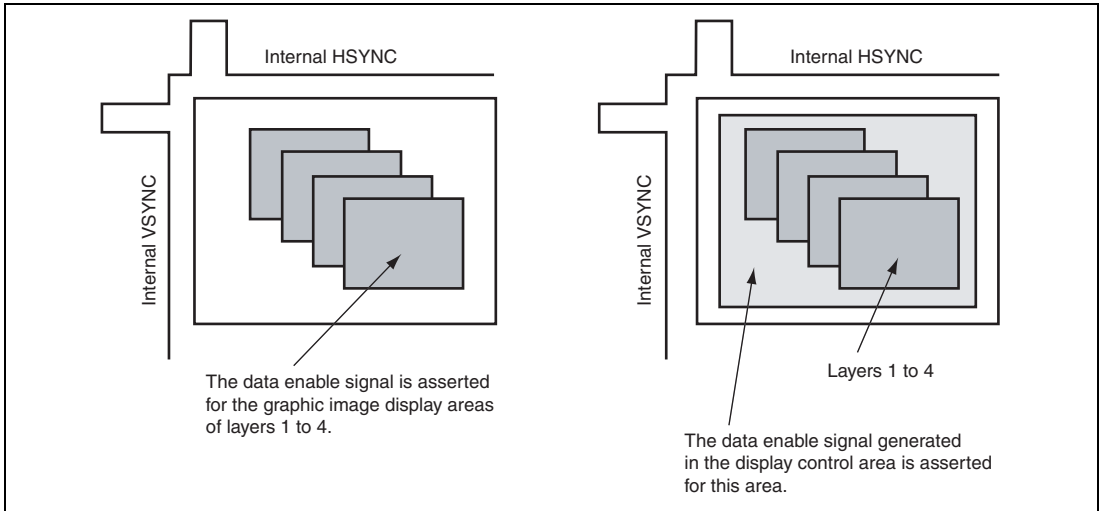 Internal HSYNC
Internal VSYNC
The data enable signal is asserted
for the graphic image display areas
of layers 1 to 4.
Internal HSYNC
Internal VSYNC
Layers 1 to 4
The data enable signal generated
in the display control area is asserted
for this area.